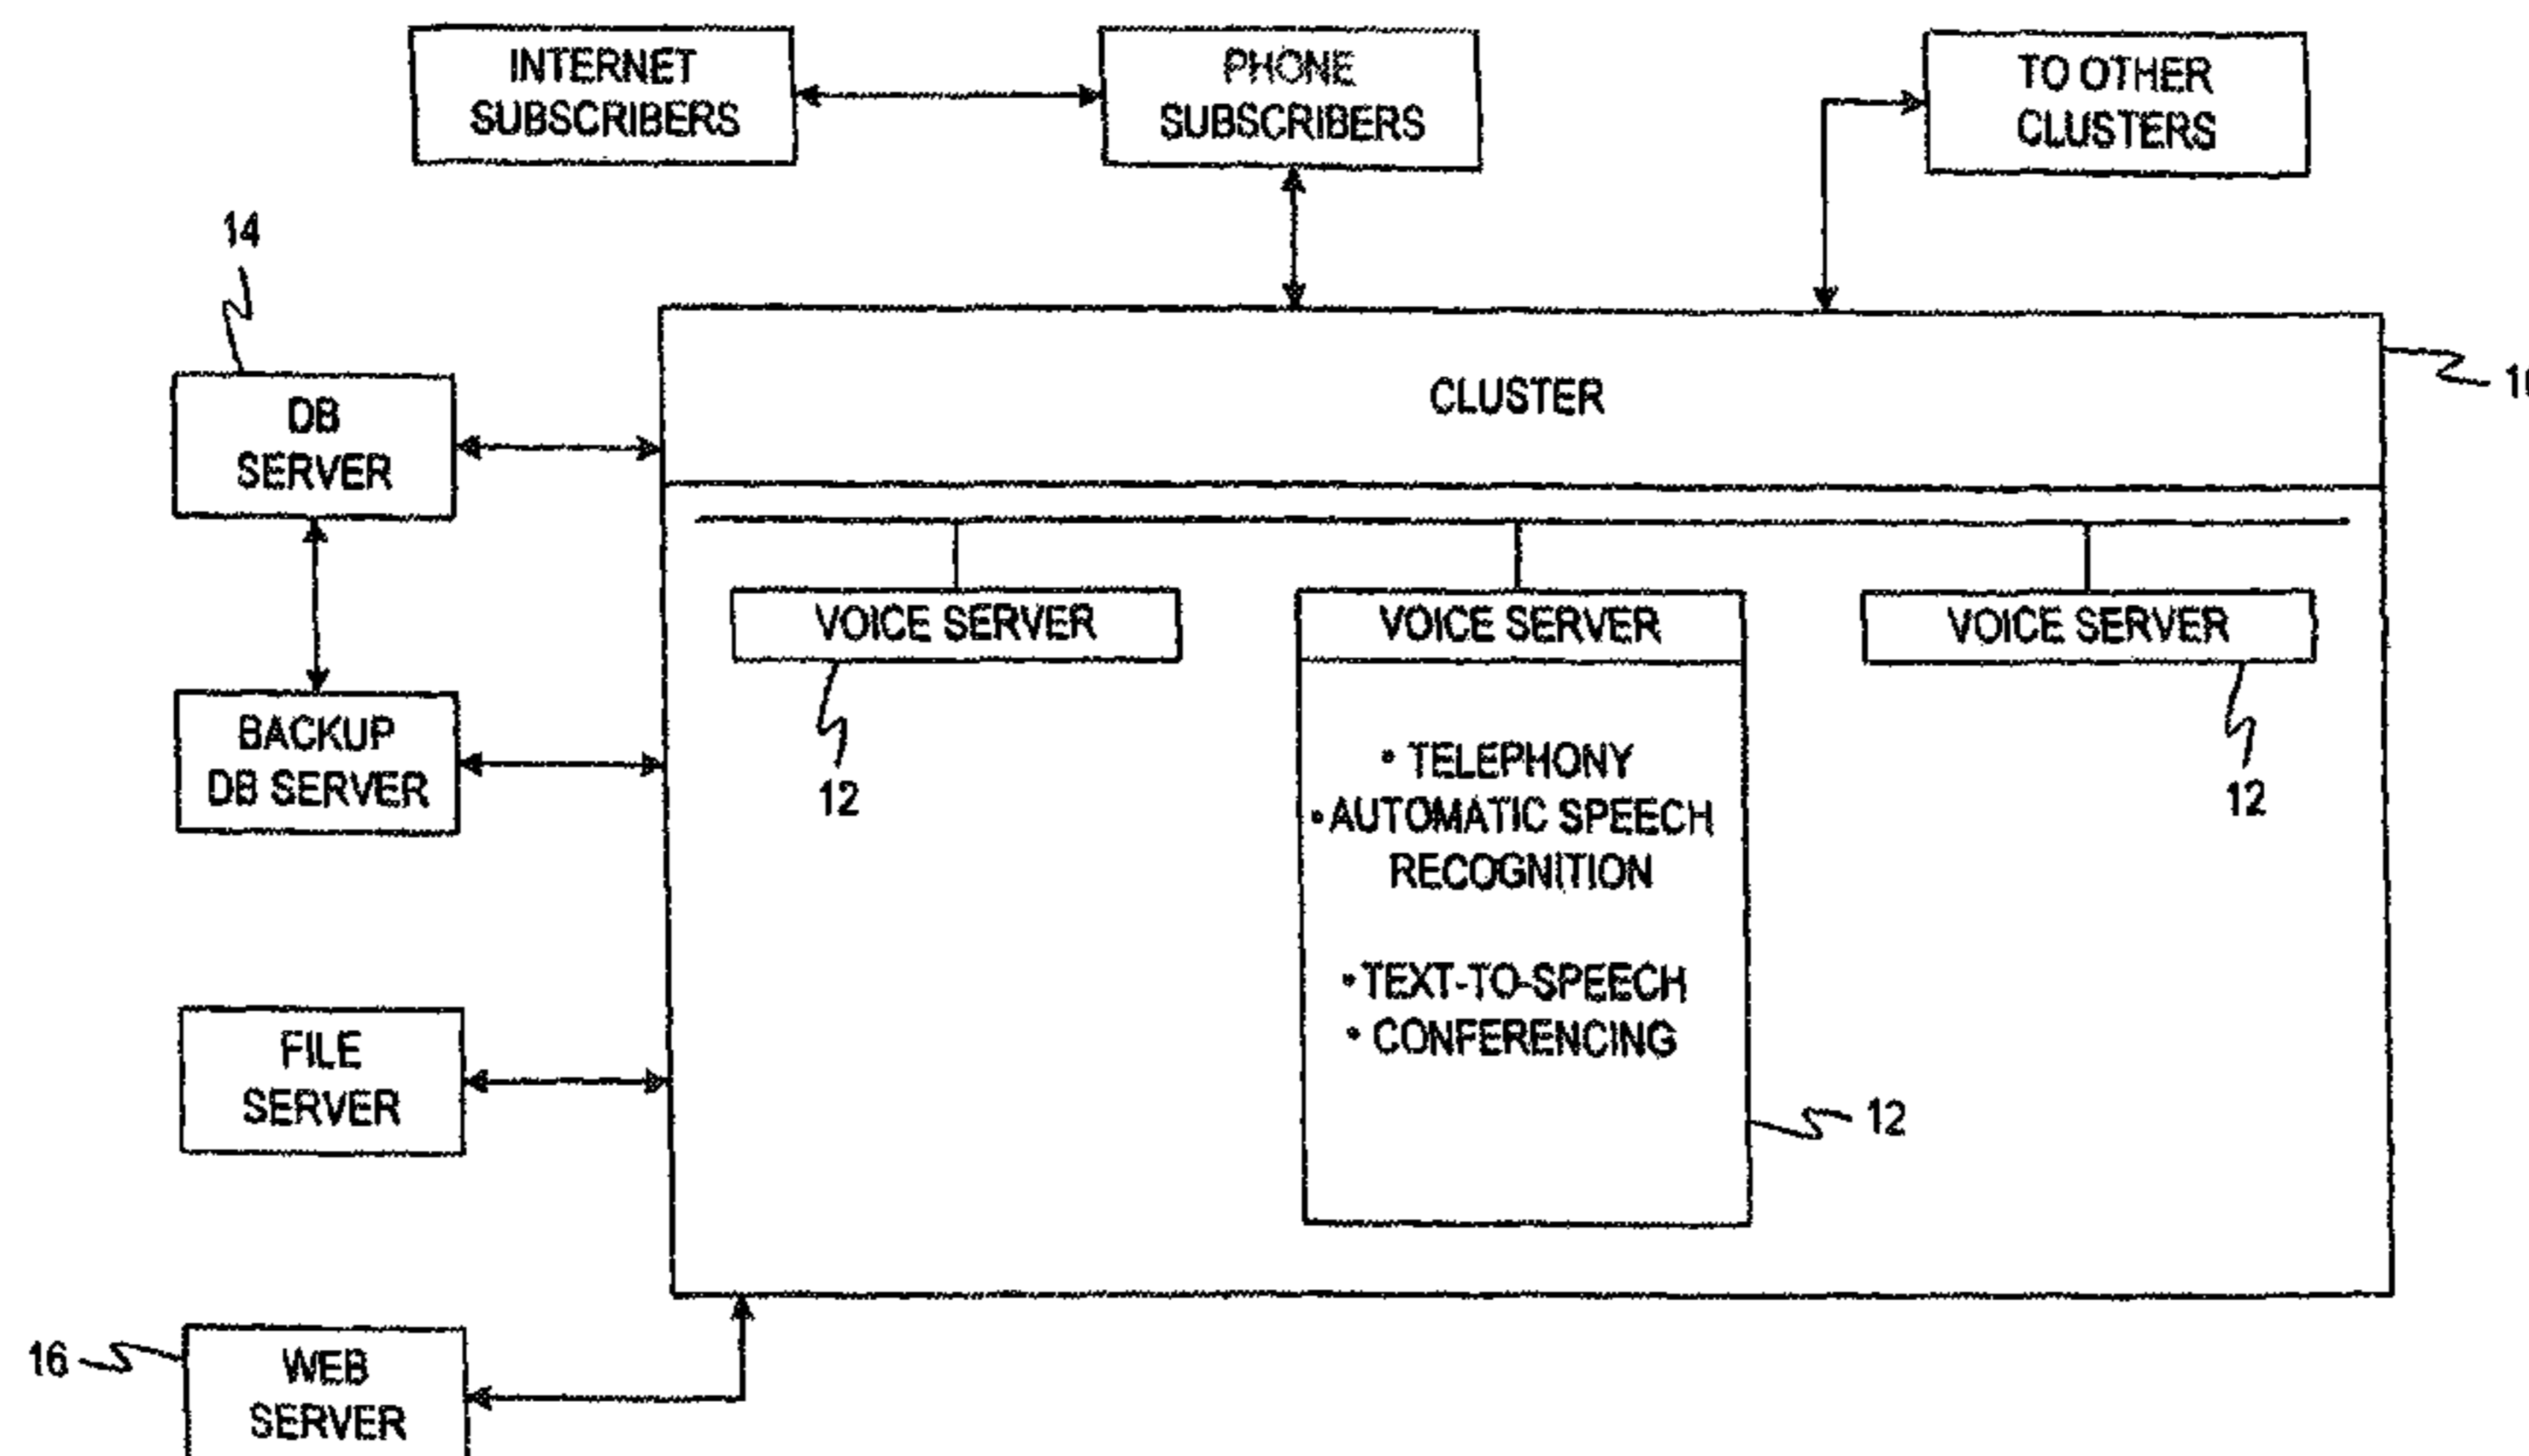 INTERNET
SUBSCRIBERS
PHONE
SUBSCRIBERS
TO OTHER
CLUSTERS
14
DB
SERVER
CLUSTER
VOICE SERVER
12
VOICE SERVER
• TELEPHONY
• AUTOMATIC SPEECH
RECOGNITION
• TEXT-TO-SPEECH
• CONFERENCING
12
VOICE SERVER
12
BACKUP
DB SERVER
FILE
SERVER
16
WEB
SERVER